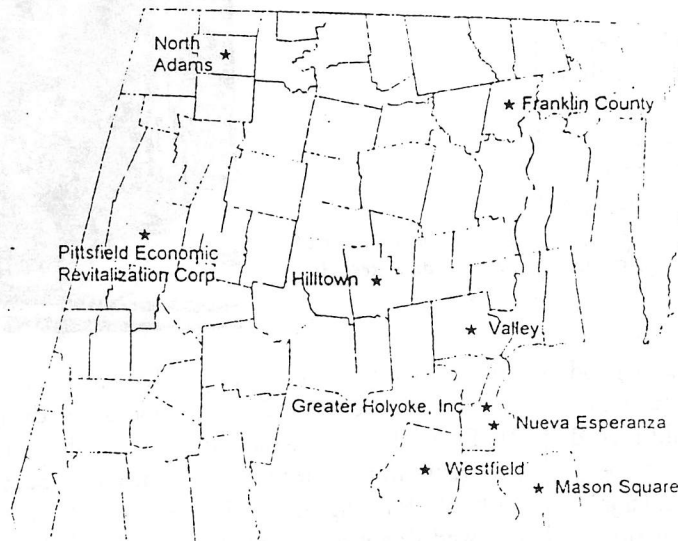 North
Adams
Franklin County
Pittsfield Economic
Revitalization Corp.
Hilltown
Valley
Greater Holyoke, Inc
Nueva Esperanza
Westfield
Mason Square